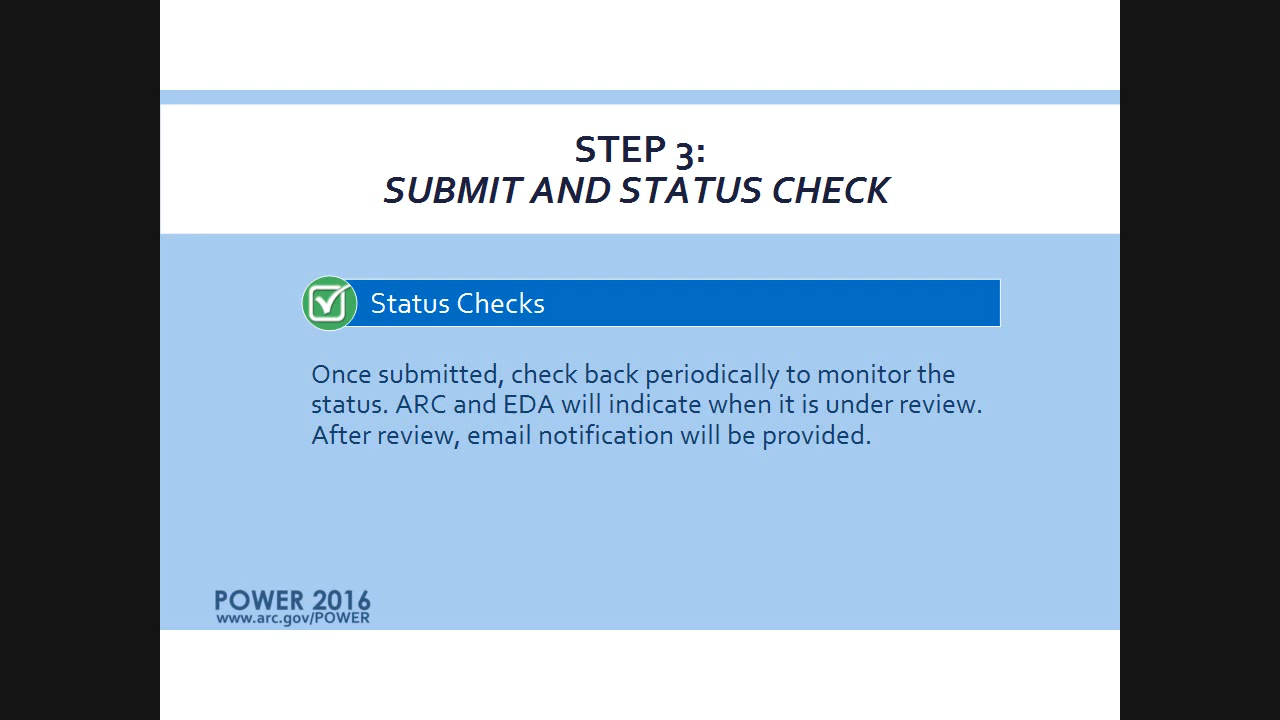 STEP 3:
SUBMIT AND STATUS CHECK
Status Checks
Once submitted, check back periodically to monitor the
status. ARC and EDA will indicate when it is under review.
After review, email notification will be provided.
POWER 2016
www.arc.gov/POWER